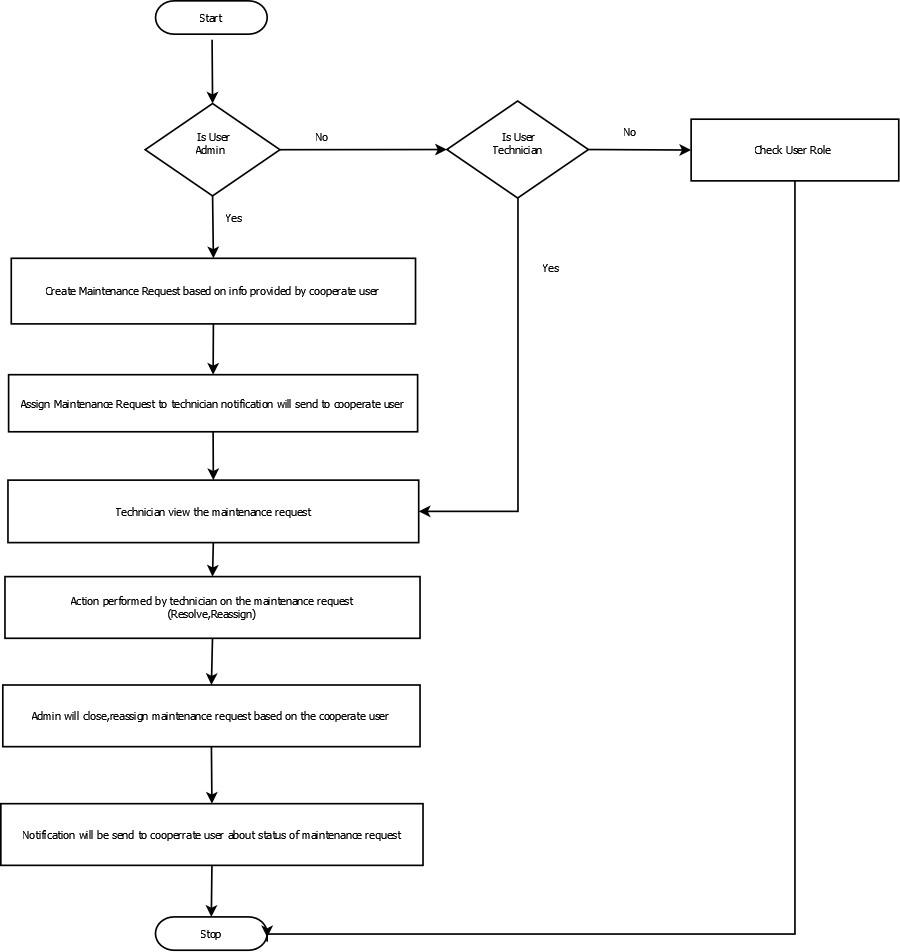 Start
Is User
Admin
No
Is User
Technician
No
Check User Role
Yes
Yes
Create Maintenance Request based on info provided by cooperate user
Assign Maintenance Request to technician notification will send to cooperate user
Technician view the maintenance request
Action performed by technician on the maintenance request
(Resolve,Reassign)
Admin will close,reassign maintenance request based on the cooperate user
Notification will be send to cooperrate user about status of maintenance request
Stop